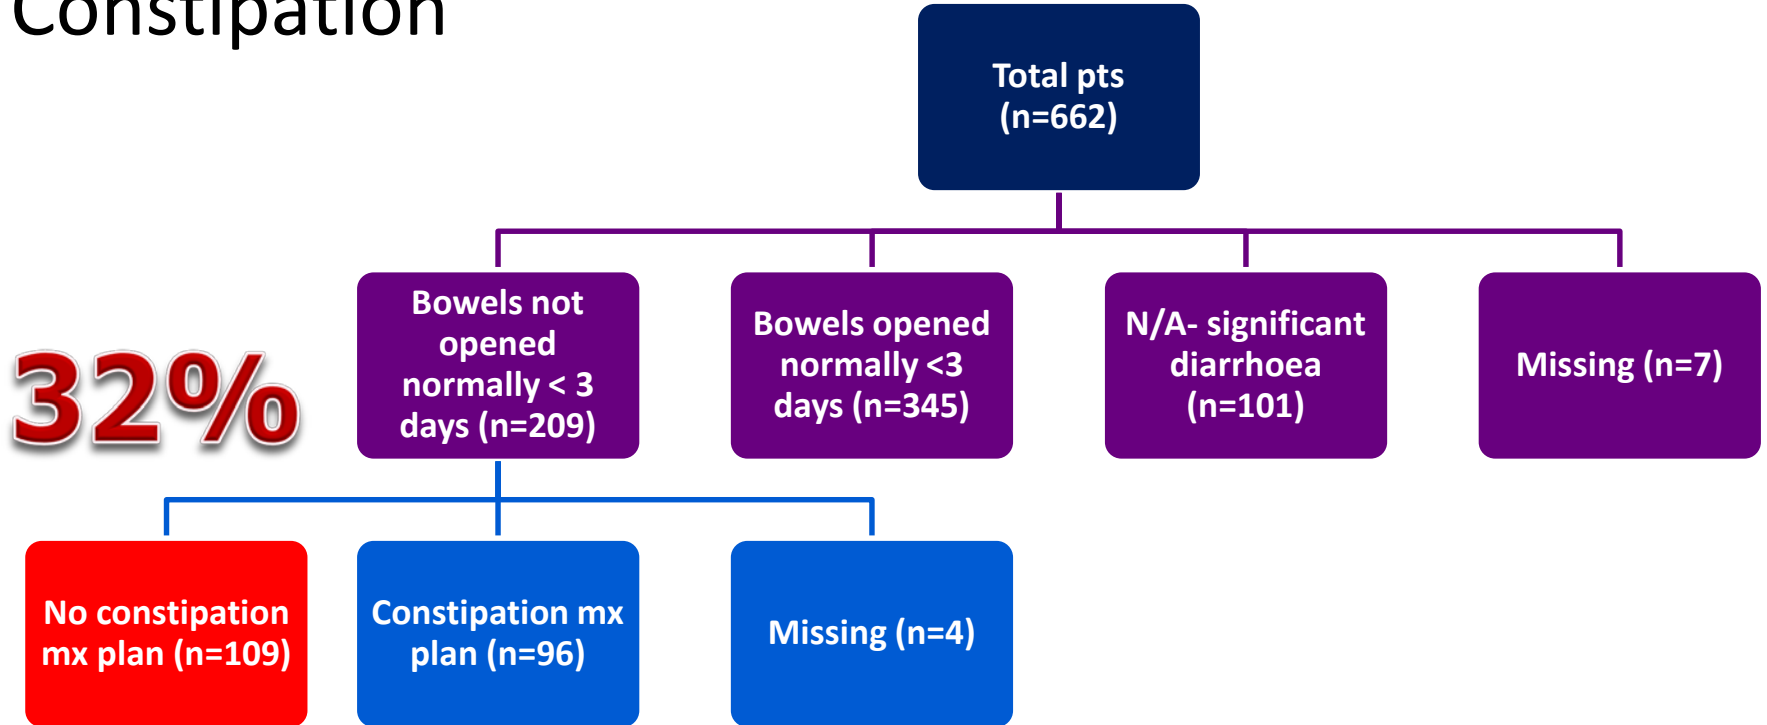 Constipation
Total pts
(n=662)
Bowels not
opened
normally < 3
days (n=209)
Bowels opened
normally <3
days (n=345)
N/A- significant
diarrhoea
(n=101)
Missing (n=7)
32%
No constipation
mx plan (n=109)
Constipation mx
plan (n=96)
Missing (n=4)